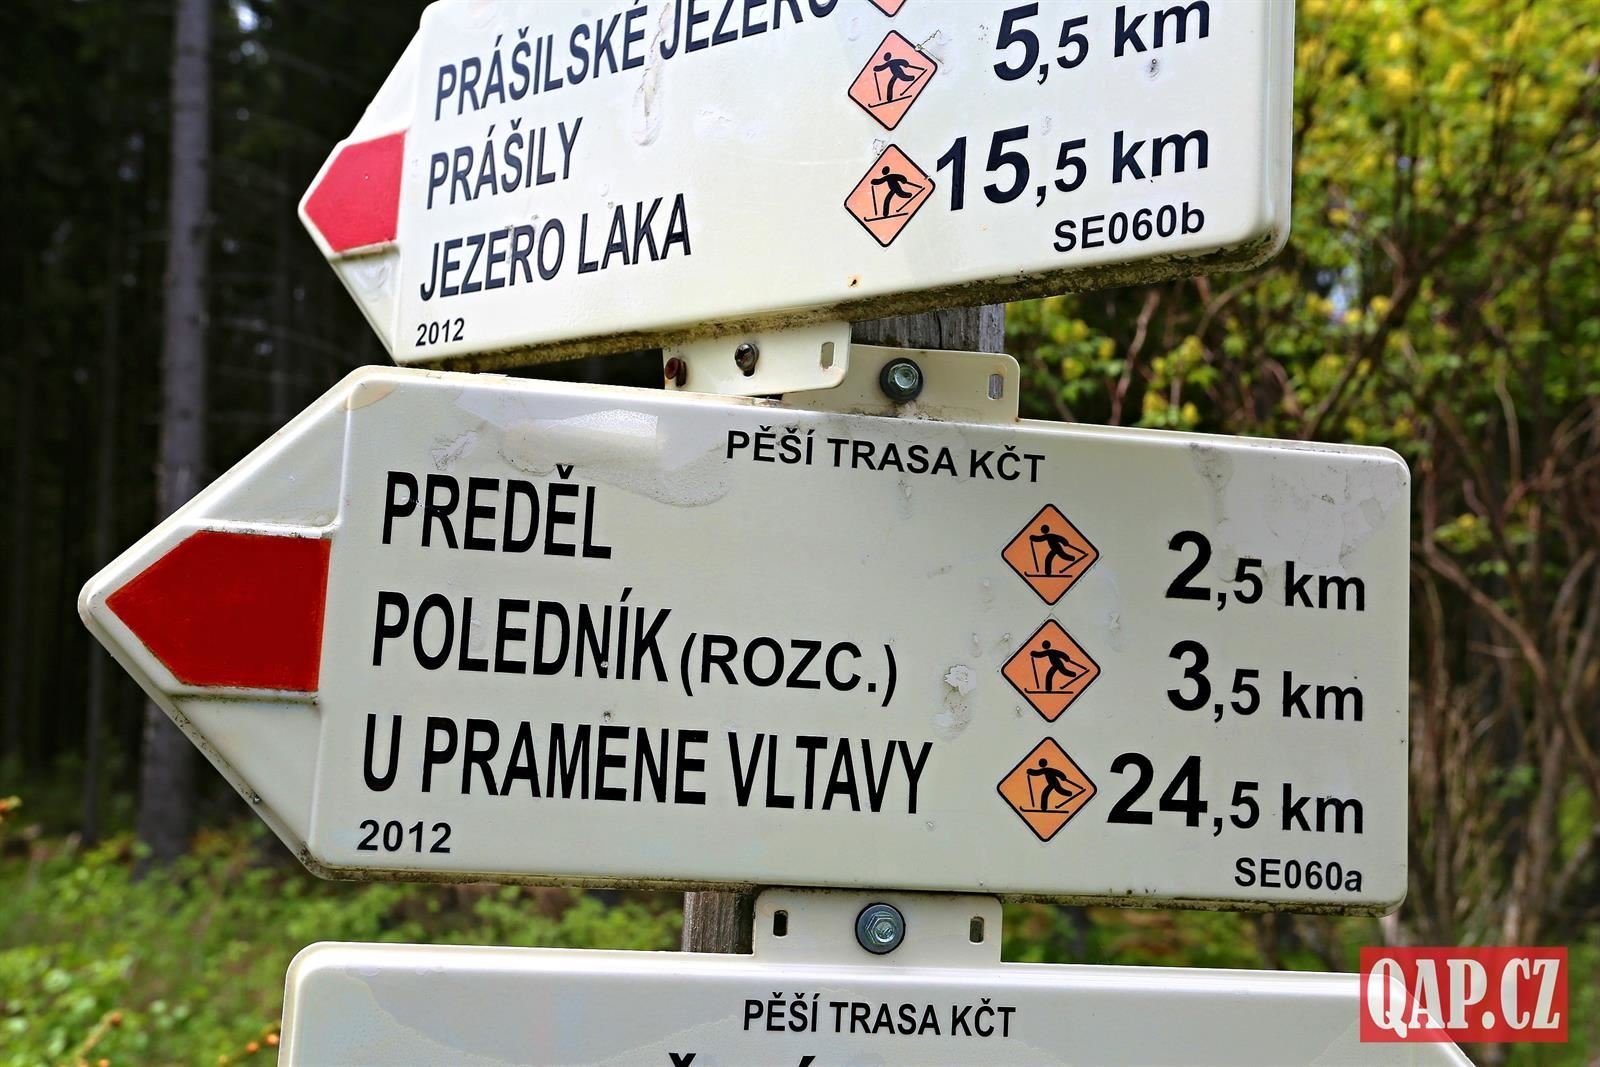 PRÁŠILSKÉ JEZERO
PRÁŠILY 5,5 km
JEZERO LAKA 15,5 km
SE060b
2012
PĚŠÍ TRASA KČT
PREDĚL 2,5 km
POLEDNÍK (ROZC.) 3,5 km
U PRAMENE VLTAVY 24,5 km
2012 SE060a
PĚŠÍ TRASA KČT
QAP.CZ